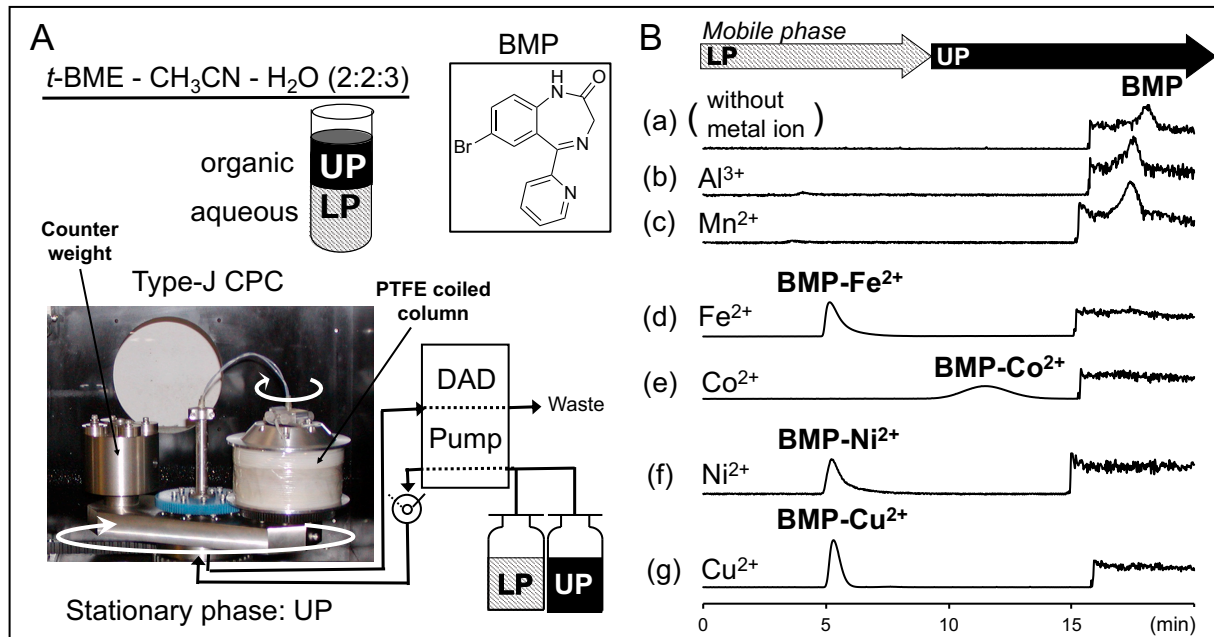 A
t-BME - CH₃CN - H₂O (2:2:3)
organic
UP
aqueous
LP
BMP
H
N
O
Br
N
N
Counter
weight
Type-J CPC
PTFE coiled
column
DAD
Pump
Waste
LP
UP
Stationary phase: UP
B
Mobile phase
LP
UP
BMP
(a) ( without
metal ion )
(b) Al³⁺
(c) Mn²⁺
BMP-Fe²⁺
(d) Fe²⁺
BMP-Co²⁺
(e) Co²⁺
BMP-Ni²⁺
(f) Ni²⁺
BMP-Cu²⁺
(g) Cu²⁺
0 5 10 15 (min)